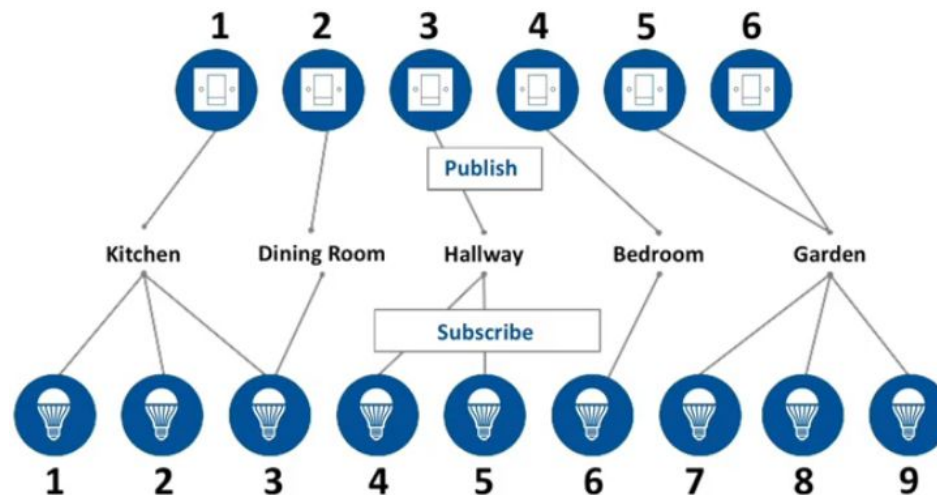 1 2 3 4 5 6
Publish
Kitchen Dining Room Hallway Bedroom Garden
Subscribe
1 2 3 4 5 6 7 8 9